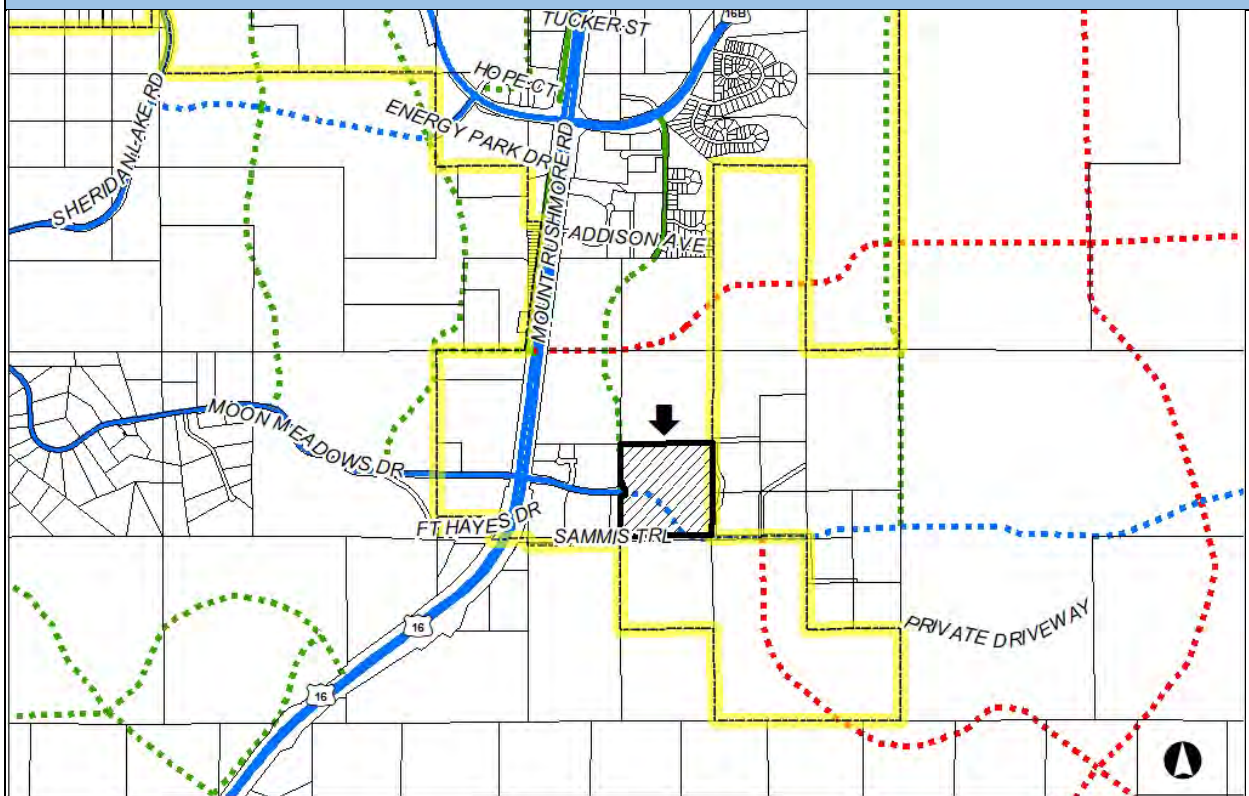 TUCKER ST
16B
HOPE CT
ENERGY PARK DR
SHERIDAN LAKE RD
MOUNT RUSHMORE RD
ADDISON AVE
MOON MEADOWS DR
FT HAYES DR
SAMMIS TRL
PRIVATE DRIVEWAY
16
16